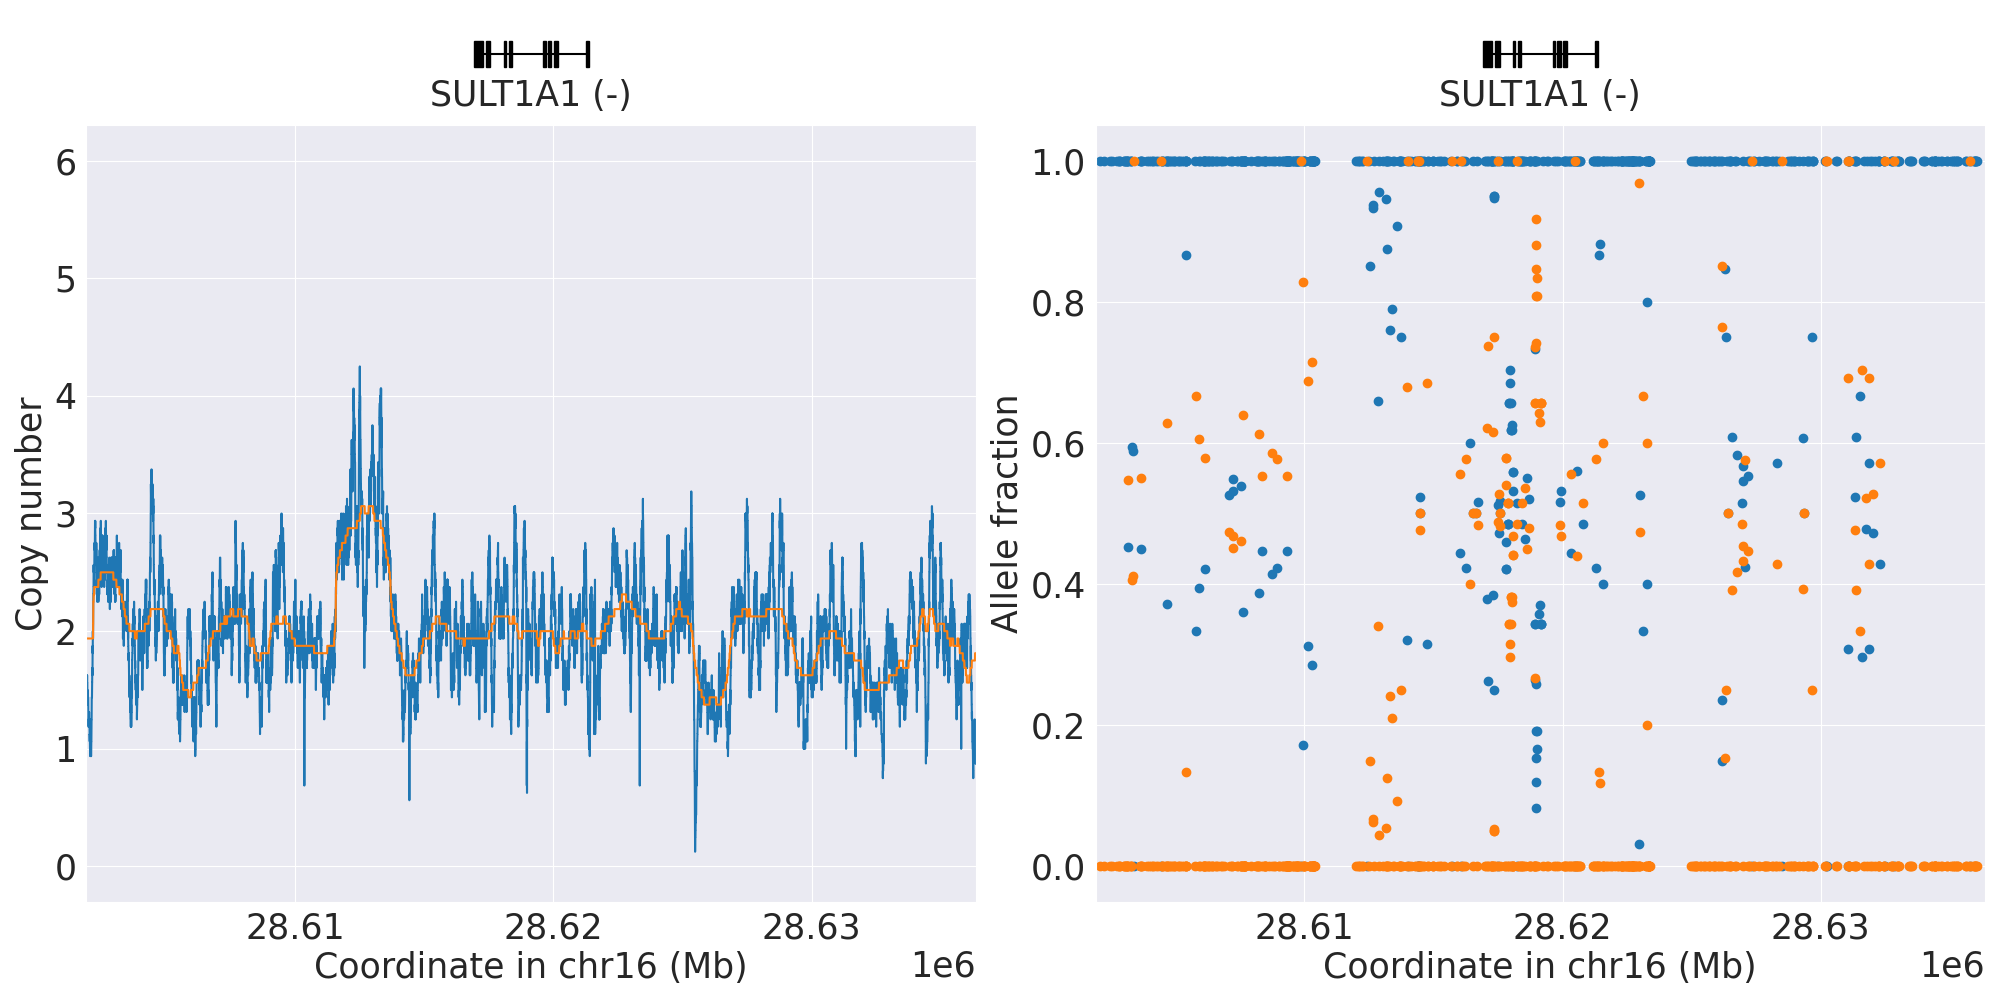 SULT1A1 (-)
6
5
4
3
2
1
0
Copy number
28.61
28.62
28.63
Coordinate in chr16 (Mb)
1e6
SULT1A1 (-)
1.0
0.8
0.6
0.4
0.2
0.0
Allele fraction
28.61
28.62
28.63
Coordinate in chr16 (Mb)
1e6